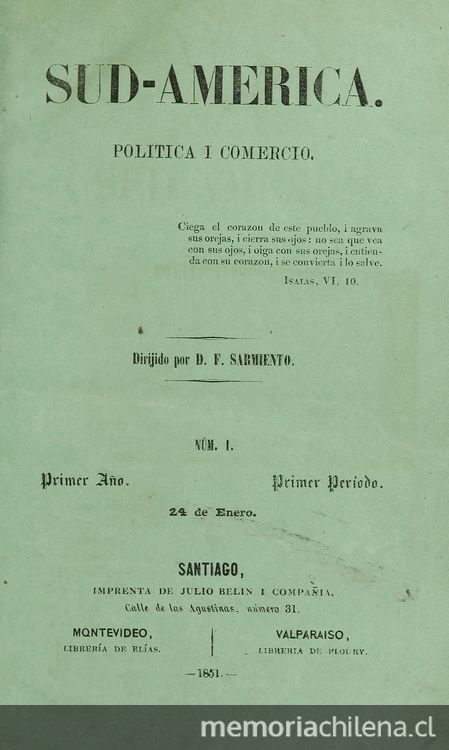 SUD-AMERICA.
POLITICA I COMERCIO.
Ciega el corazon de este pueblo, i agrava
sus orejas, i cierra sus ojos: no sea que vea
con sus ojos, i oiga con sus orejas, i entien-
da con su corazon, i se convierta i lo salve.
ISAIAS, VI, 10.
Dirijido por D. F. SARMIENTO.
NÚM. 1.
Primer Año.
Primer Período.
24 de Enero.
SANTIAGO,
IMPRENTA DE JULIO BELIN I COMPAÑIA,
Calle de las Agustinas, número 31.
MONTEVIDEO,
LIBRERÍA DE ELÍAS.
VALPARAISO,
LIBRERIA DE PLOURY.
—1851.—
memoriachilena.cl